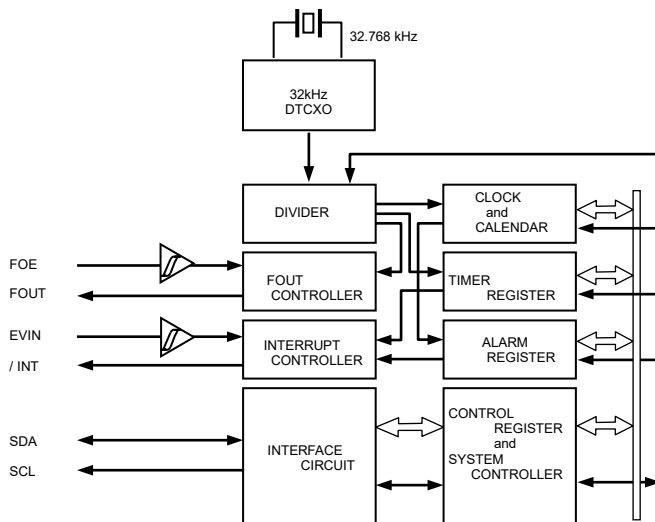 32.768 kHz
32kHz
DTCXO
DIVIDER
CLOCK
and
CALENDAR
FOE
FOUT
FOUT
CONTROLLER
TIMER
REGISTER
EVIN
/ INT
INTERRUPT
CONTROLLER
ALARM
REGISTER
SDA
SCL
INTERFACE
CIRCUIT
CONTROL
REGISTER
and
SYSTEM
CONTROLLER